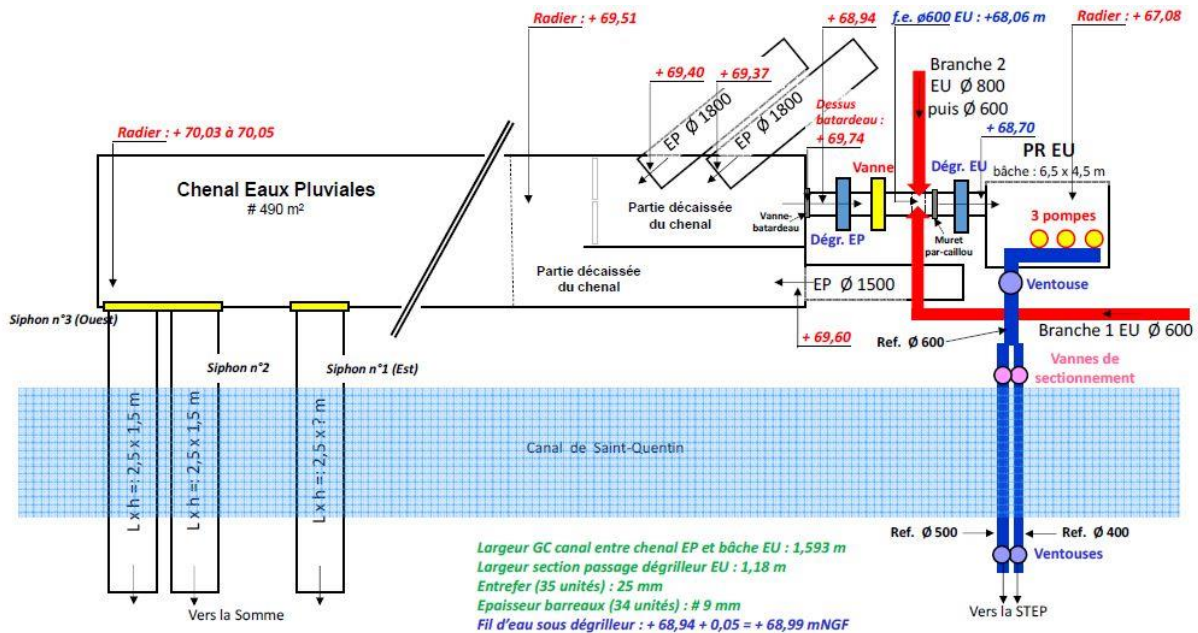 Radier : + 69,51
+ 68,94
f.e. ø600 EU : +68,06 m
Radier : + 67,08
+ 69,40
+ 69,37
Branche 2
EU Ø 800
puis Ø 600
EP Ø 1800
EP Ø 1800
Dessus
batardeau :
+ 69,74
Radier : + 70,03 à 70,05
Vanne
Dégr. EU
+68,70
PR EU
bâche : 6,5 x 4,5 m
Chenal Eaux Pluviales
# 490 m²
Partie décaissée
du chenal
Vanne-
batardeau
Dégr. EP
Muret
par-caillou
3 pompes
Partie décaissée
du chenal
EP Ø 1500
Ventouse
Siphon n°3 (Ouest)
Siphon n°2
Siphon n°1 (Est)
+ 69,60
Ref. Ø 600
Branche 1 EU Ø 600
Vannes de
sectionnement
L x h =: 2,5 x 1,5 m
L x h =: 2,5 x 1,5 m
L x h =: 2,5 x ? m
Canal de Saint-Quentin
Largeur GC canal entre chenal EP et bâche EU : 1,593 m
Largeur section passage dégrilleur EU : 1,18 m
Entrefer (35 unités) : 25 mm
Epaisseur barreaux (34 unités) : # 9 mm
Fil d'eau sous dégrilleur : + 68,94 + 0,05 = + 68,99 mNGF
Ref. Ø 500
Ref. Ø 400
Ventouses
Vers la Somme
Vers la STEP